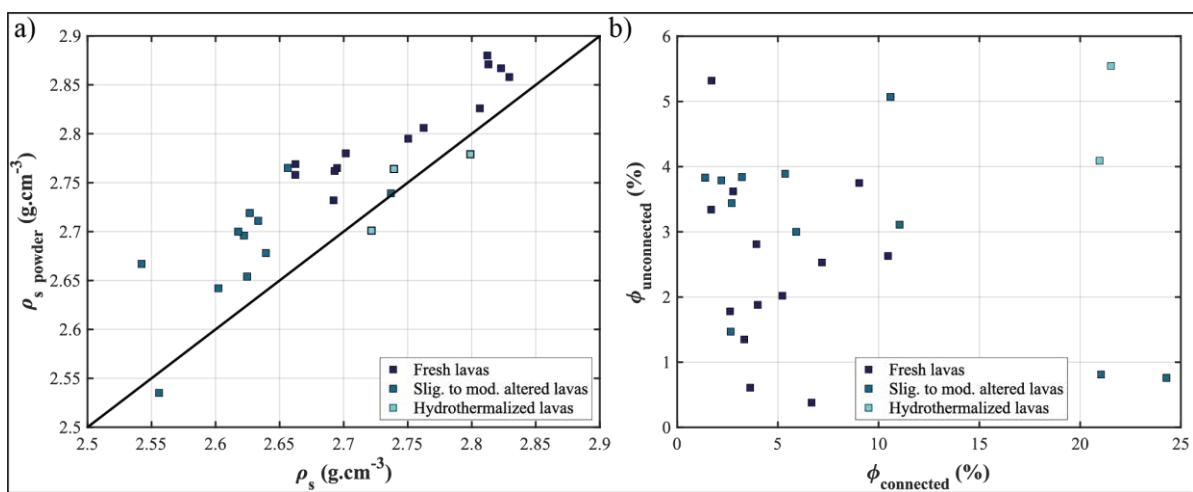 a)
2.9
2.85
2.8
2.75
2.7
2.65
2.6
2.55
2.5
ρs powder (g.cm-3)
2.5 2.55 2.6 2.65 2.7 2.75 2.8 2.85 2.9
ρs (g.cm-3)
Fresh lavas
Slig. to mod. altered lavas
Hydrothermalized lavas
b)
6
5
4
3
2
1
0
ϕunconnected (%)
0 5 10 15 20 25
ϕconnected (%)
Fresh lavas
Slig. to mod. altered lavas
Hydrothermalized lavas